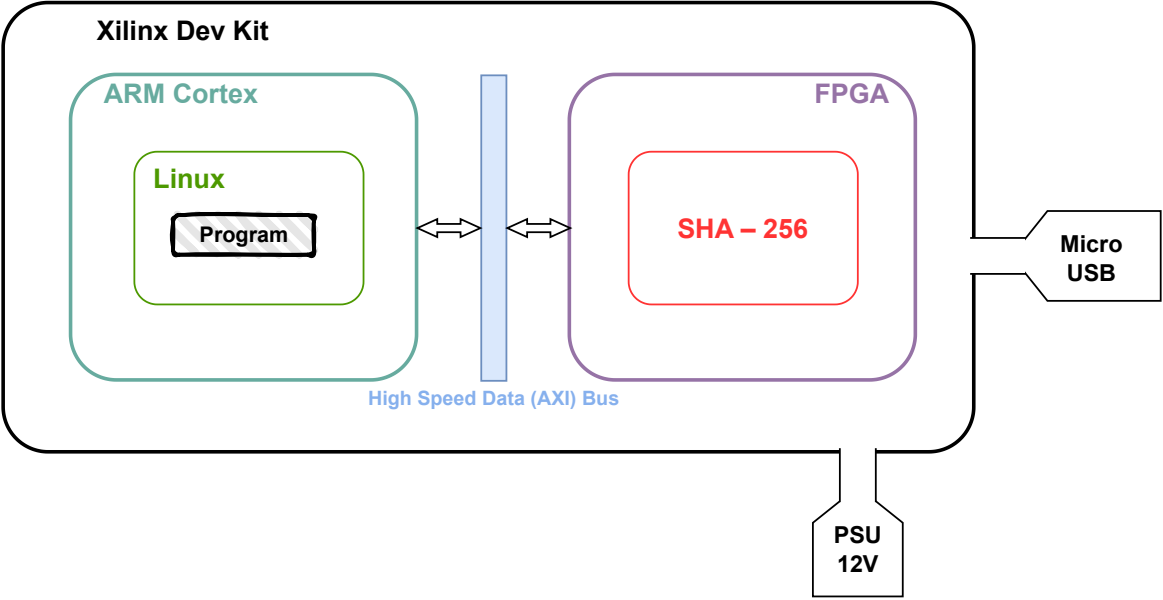 Xilinx Dev Kit
ARM Cortex
FPGA
Linux
Program
SHA – 256
High Speed Data (AXI) Bus
Micro
USB
PSU
12V